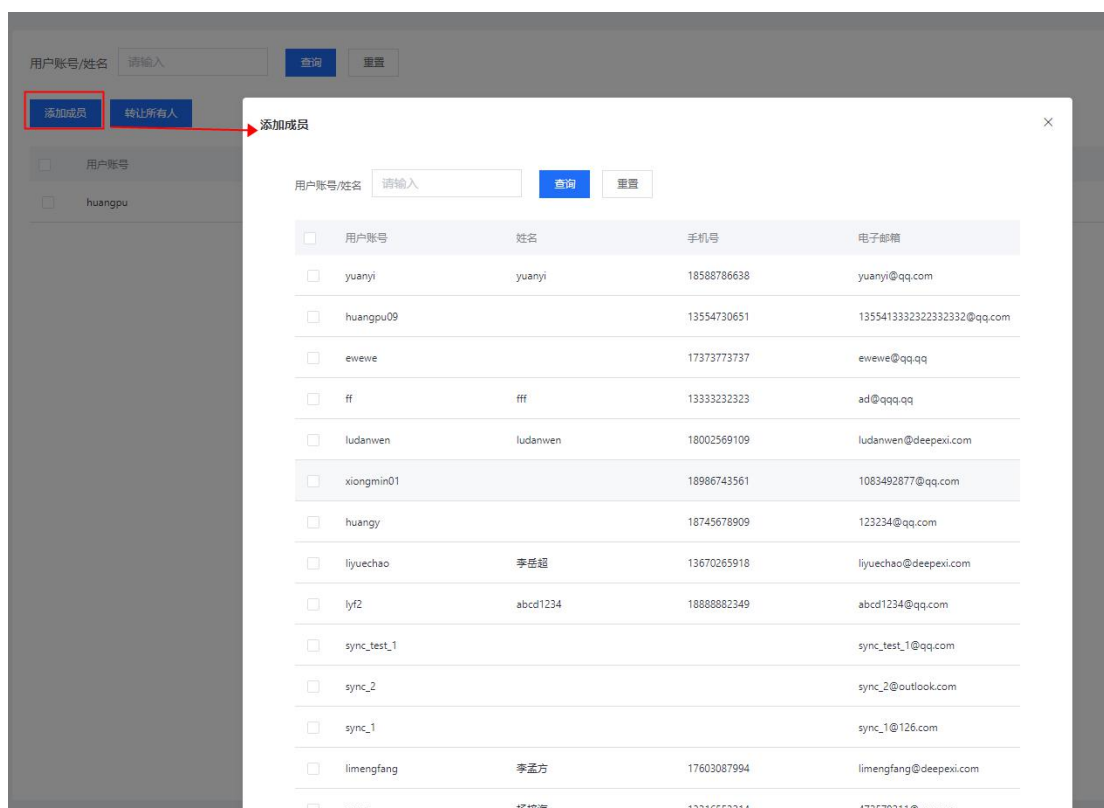 用户账号/姓名 请输入 查询 重置
添加成员 转让所有人
用户账号
huangpu
添加成员 ×
用户账号/姓名 请输入 查询 重置
用户账号 姓名 手机号 电子邮箱
yuanyi yuanyi 18588786638 yuanyi@qq.com
huangpu09 13554730651 1355413332322332332@qq.com
ewewe 17373773737 ewewe@qq.qq
ff fff 13333232323 ad@qqq.qq
ludanwen ludanwen 18002569109 ludanwen@deepexi.com
xiongmin01 18986743561 1083492877@qq.com
huangy 18745678909 123234@qq.com
liyuechao 李岳超 13670265918 liyuechao@deepexi.com
lyf2 abcd1234 18888882349 abcd1234@qq.com
sync_test_1 sync_test_1@qq.com
sync_2 sync_2@outlook.com
sync_1 sync_1@126.com
limengfang 李孟方 17603087994 limengfang@deepexi.com